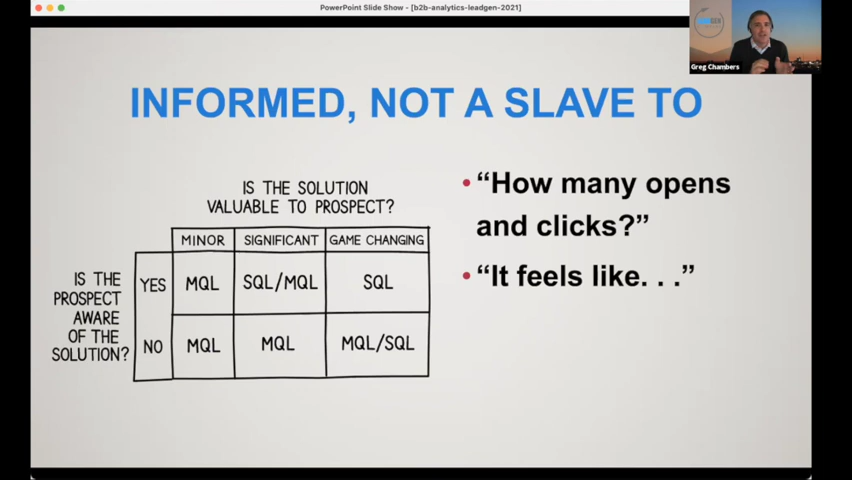 PowerPoint Slide Show - [b2b-analytics-leadgen-2021]
Greg Chambers
INFORMED, NOT A SLAVE TO
IS THE SOLUTION
VALUABLE TO PROSPECT?
MINOR SIGNIFICANT GAME CHANGING
IS THE
PROSPECT
AWARE
OF THE
SOLUTION?
YES MQL SQL/MQL SQL
NO MQL MQL MQL/SQL
• “How many opens
and clicks?”
• “It feels like. . .”